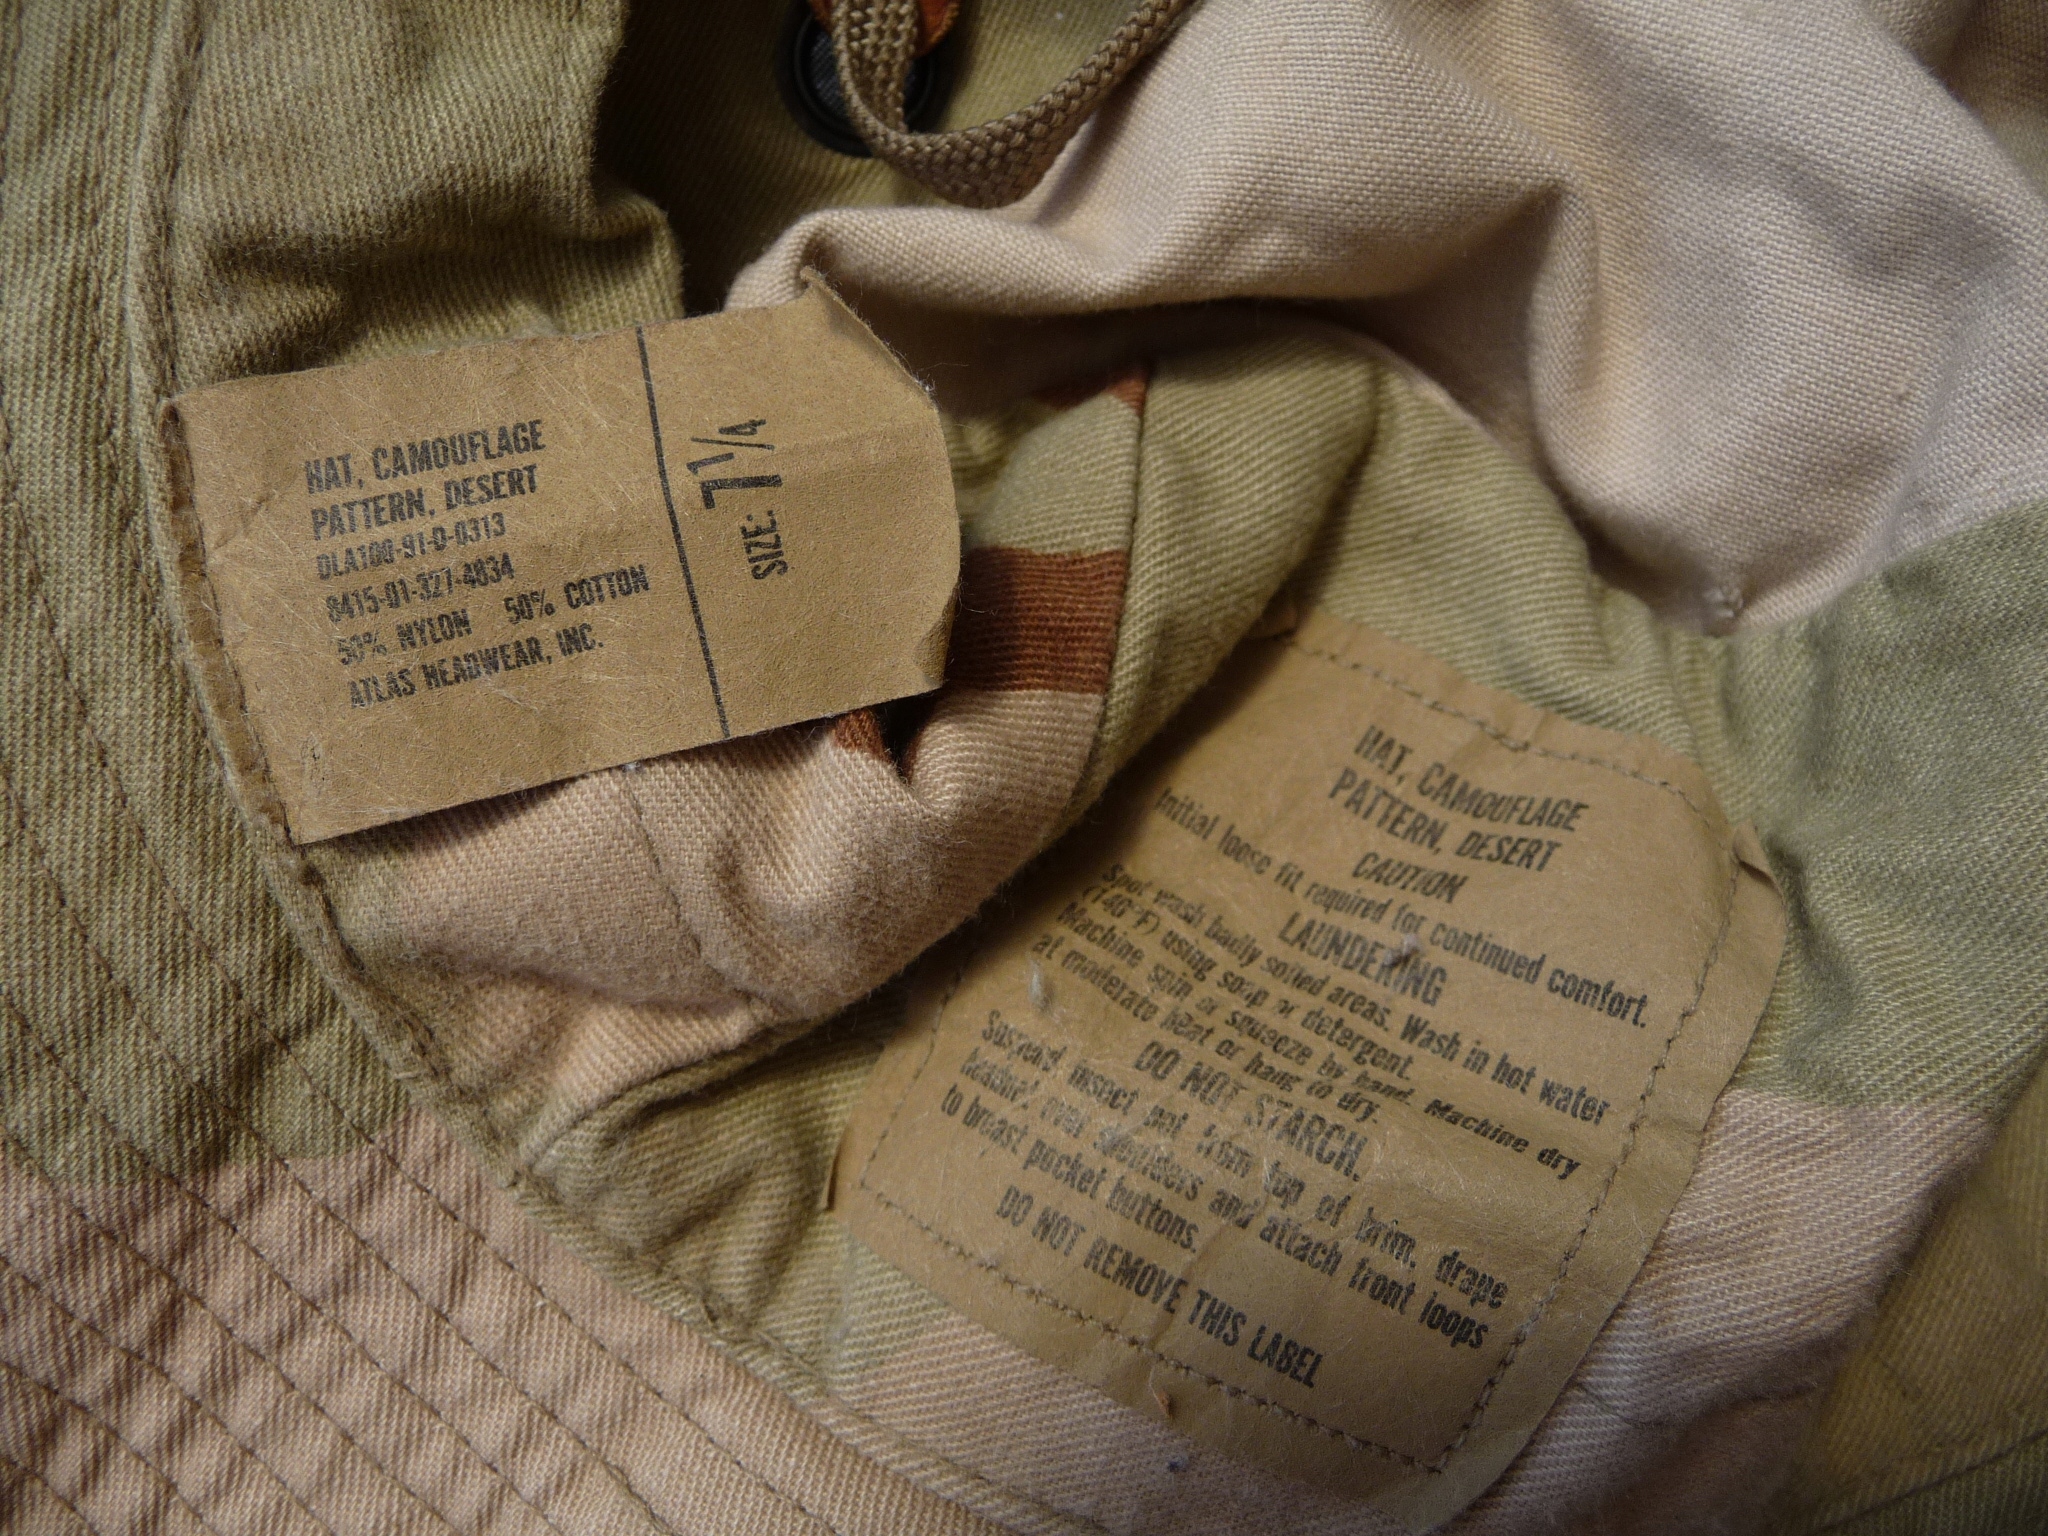 HAT, CAMOUFLAGE
PATTERN, DESERT
DLA100-91-D-0313
8415-01-327-4834
50% NYLON 50% COTTON
ATLAS HEADWEAR, INC.
SIZE: 7 1/4
HAT, CAMOUFLAGE
PATTERN, DESERT
CAUTION
Initial loose fit required for continued comfort.
LAUNDERING
Spot wash badly soiled areas. Wash in hot water
(140°F) using soap or detergent.
Machine spin or squeeze by hand. Machine dry
at moderate heat or hang to dry.
DO NOT STARCH.
Suspend insect net from top of brim, drape
headnet over shoulders and attach front loops
to breast pocket buttons.
DO NOT REMOVE THIS LABEL